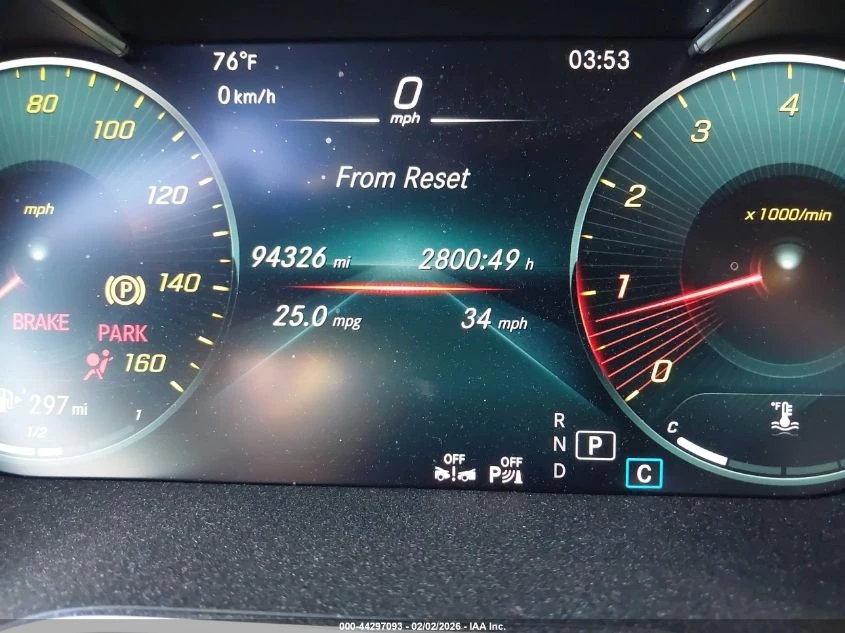 76°F
03:53
0 km/h
0
mph
80
100
120
140
160
mph
From Reset
94326 mi
2800:49 h
25.0 mpg
34 mph
4
3
2
1
0
x 1000/min
P
BRAKE
PARK
297 mi
1/2
1
OFF
OFF
P
R
N
P
D
C
C
°F
000-44297093 - 02/02/2026 - IAA Inc.